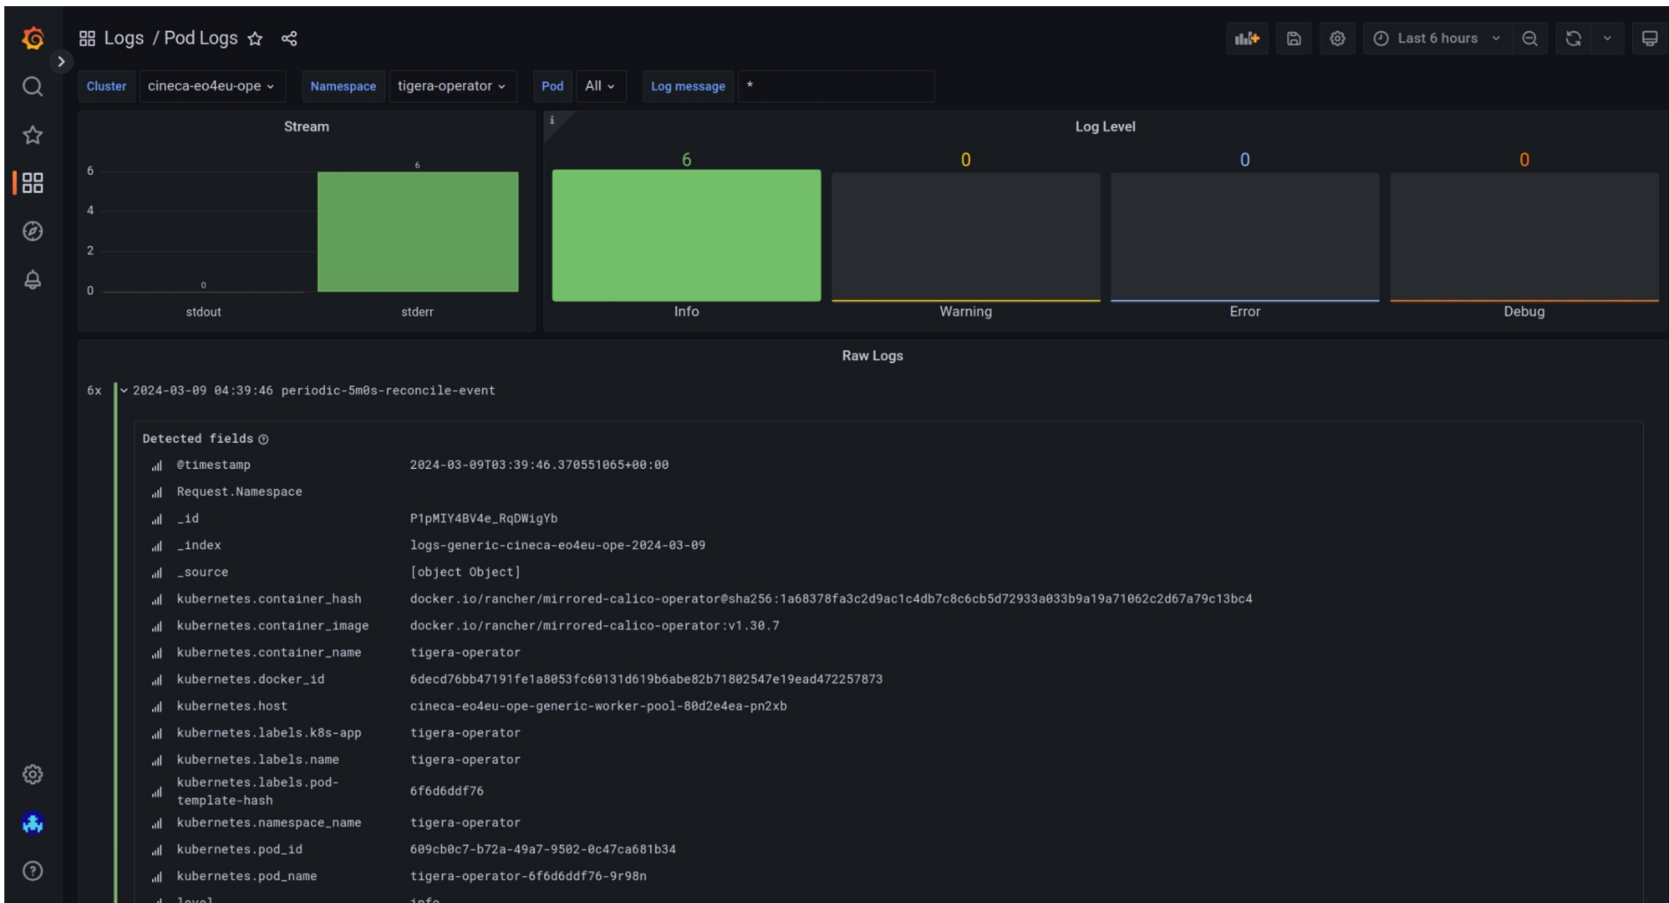 Logs / Pod Logs
Last 6 hours
Cluster cineca-eo4eu-ope Namespace tigera-operator Pod All Log message *
Stream
6
4
2
0
0
6
stdout stderr
i
Log Level
6 0 0 0
Info Warning Error Debug
Raw Logs
6x 2024-03-09 04:39:46 periodic-5m0s-reconcile-event
Detected fields
@timestamp 2024-03-09T03:39:46.370551065+00:00
Request.Namespace
_id P1pMIY4BV4e_RqDWigYb
_index logs-generic-cineca-eo4eu-ope-2024-03-09
_source [object Object]
kubernetes.container_hash docker.io/rancher/mirrored-calico-operator@sha256:1a68378fa3c2d9ac1c4db7c8c6cb5d72933a033b9a19a71062c2d67a79c13bc4
kubernetes.container_image docker.io/rancher/mirrored-calico-operator:v1.30.7
kubernetes.container_name tigera-operator
kubernetes.docker_id 6decd76bb47191fe1a8053fc60131d619b6abe82b71802547e19ead472257873
kubernetes.host cineca-eo4eu-ope-generic-worker-pool-80d2e4ea-pn2xb
kubernetes.labels.k8s-app tigera-operator
kubernetes.labels.name tigera-operator
kubernetes.labels.pod-
template-hash 6f6d6ddf76
kubernetes.namespace_name tigera-operator
kubernetes.pod_id 609cb0c7-b72a-49a7-9502-0c47ca681b34
kubernetes.pod_name tigera-operator-6f6d6ddf76-9r98n
level info